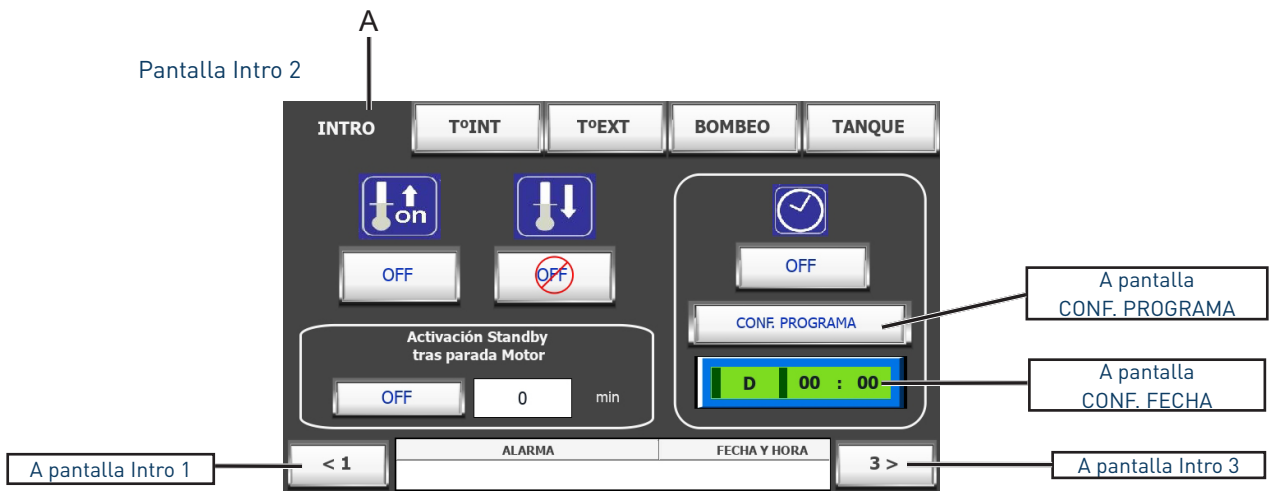 A
Pantalla Intro 2
INTRO
TºINT
TºEXT
BOMBEO
TANQUE
on
OFF
OFF
OFF
CONF. PROGRAMA
Activación Standby
tras parada Motor
OFF
0
min
D
00 : 00
A pantalla
CONF. PROGRAMA
A pantalla
CONF. FECHA
< 1
ALARMA
FECHA Y HORA
3 >
A pantalla Intro 1
A pantalla Intro 3